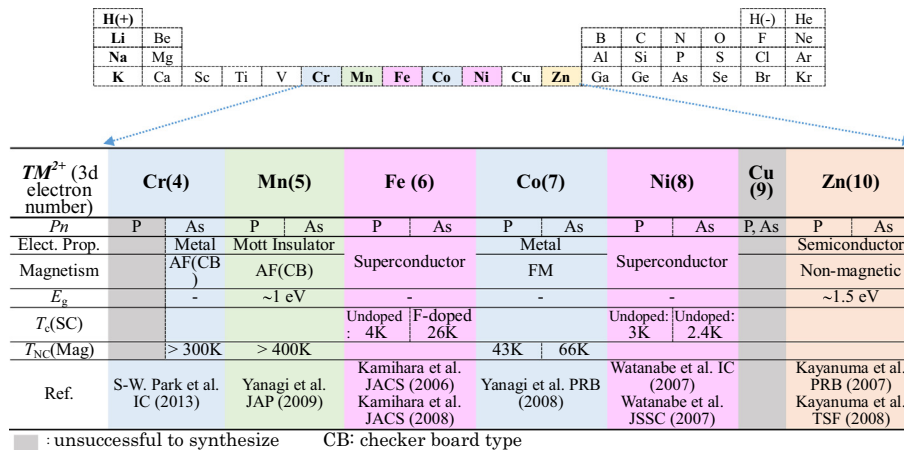 H(+) H(-) He
Li Be B C N O F Ne
Na Mg Al Si P S Cl Ar
K Ca Sc Ti V Cr Mn Fe Co Ni Cu Zn Ga Ge As Se Br Kr
TM²⁺ (3d electron number) Cr(4) Mn(5) Fe (6) Co(7) Ni(8) Cu (9) Zn(10)
Pn P As P As P As P As P As P, As P As
Elect. Prop. Metal Mott Insulator Superconductor Metal Superconductor Semiconductor
Magnetism AF(CB) AF(CB) FM Non-magnetic
E_g - ~1 eV - - - ~1.5 eV
T_c(SC) Undoped: 4K F-doped 26K Undoped: 3K Undoped: 2.4K
T_NC(Mag) > 300K > 400K 43K 66K
Ref. S-W. Park et al. IC (2013) Yanagi et al. JAP (2009) Kamihara et al. JACS (2006) Kamihara et al. JACS (2008) Yanagi et al. PRB (2008) Watanabe et al. IC (2007) Watanabe et al. JSSC (2007) Kayanuma et al. PRB (2007) Kayanuma et al. TSF (2008)
: unsuccessful to synthesize CB: checker board type